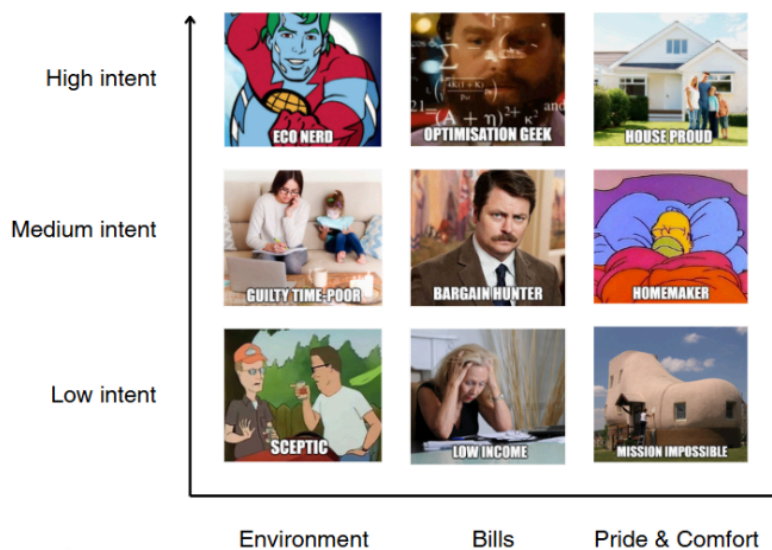 High intent
ECO NERD
OPTIMISATION GEEK
HOUSE PROUD
Medium intent
GUILTY TIME-POOR
BARGAIN HUNTER
HOMEMAKER
Low intent
SCEPTIC
LOW INCOME
MISSION IMPOSSIBLE
Environment
Bills
Pride & Comfort